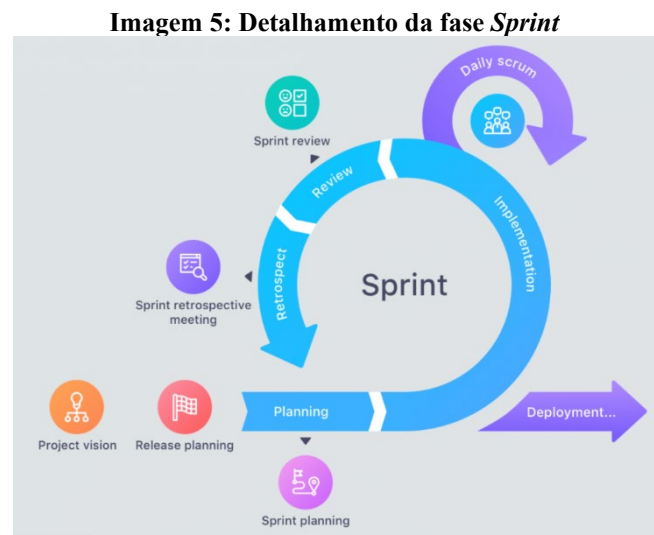 Imagem 5: Detalhamento da fase Sprint
Daily scrum
Sprint review
Review
Implementation
Sprint
Retrospect
Sprint retrospective
meeting
Planning
Deployment...
Project vision
Release planning
Sprint planning